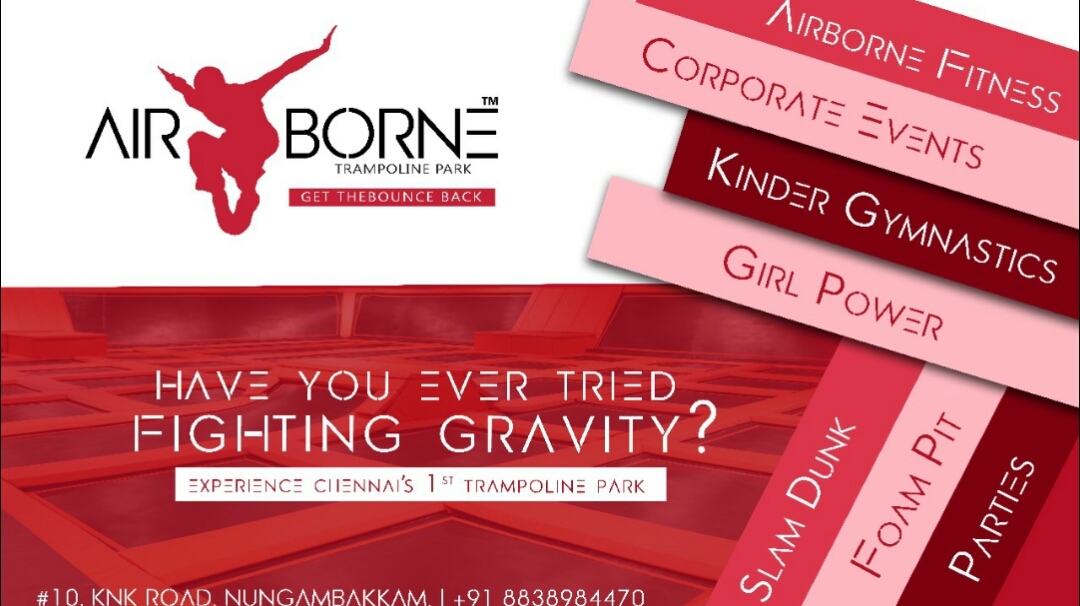 AIR BORNE™
TRAMPOLINE PARK
GET THEBOUNCE BACK
AIRBORNE FITNESS
CORPORATE EVENTS
KINDER GYMNASTICS
GIRL POWER
SLAM DUNK
FOAM PIT
PARTIES
HAVE YOU EVER TRIED
FIGHTING GRAVITY?
EXPERIENCE CHENNAI'S 1ST TRAMPOLINE PARK
#10, KNK ROAD, NUNGAMBAKKAM, | +91 8838984470